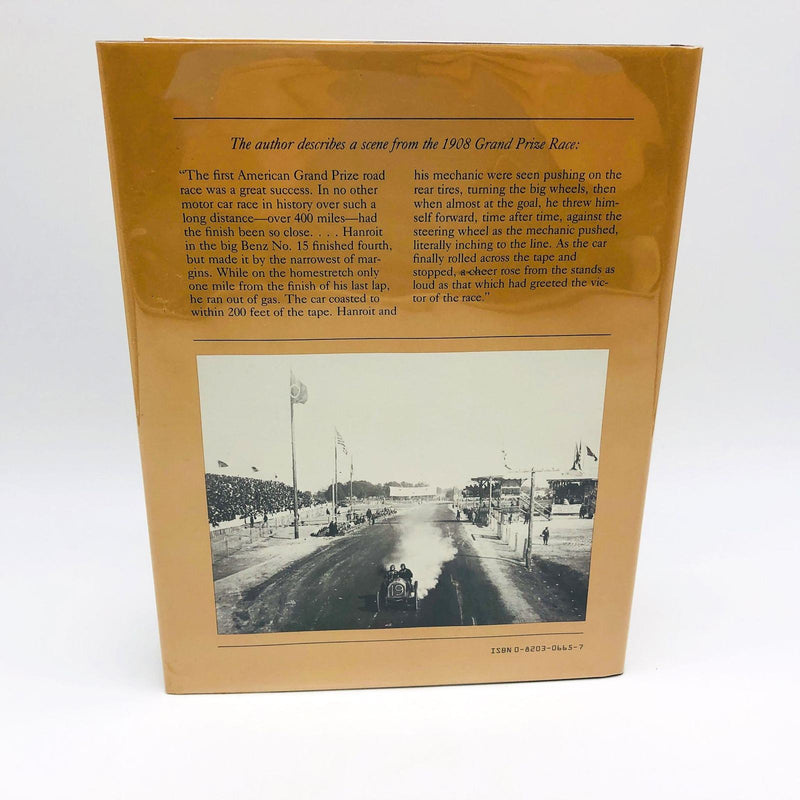 The author describes a scene from the 1908 Grand Prize Race:
“The first American Grand Prize road
race was a great success. In no other
motor car race in history over such a
long distance—over 400 miles—had
the finish been so close. . . . Hanroit
in the big Benz No. 15 finished fourth,
but made it by the narrowest of mar-
gins. While on the homestretch only
one mile from the finish of his last lap,
he ran out of gas. The car coasted to
within 200 feet of the tape. Hanroit and
his mechanic were seen pushing on the
rear tires, turning the big wheels, then
when almost at the goal, he threw him-
self forward, time after time, against the
steering wheel as the mechanic pushed,
literally inching to the line. As the car
finally rolled across the tape and
stopped, a cheer rose from the stands as
loud as that which had greeted the vic-
tor of the race.”
19
ISBN 0-8203-0665-7